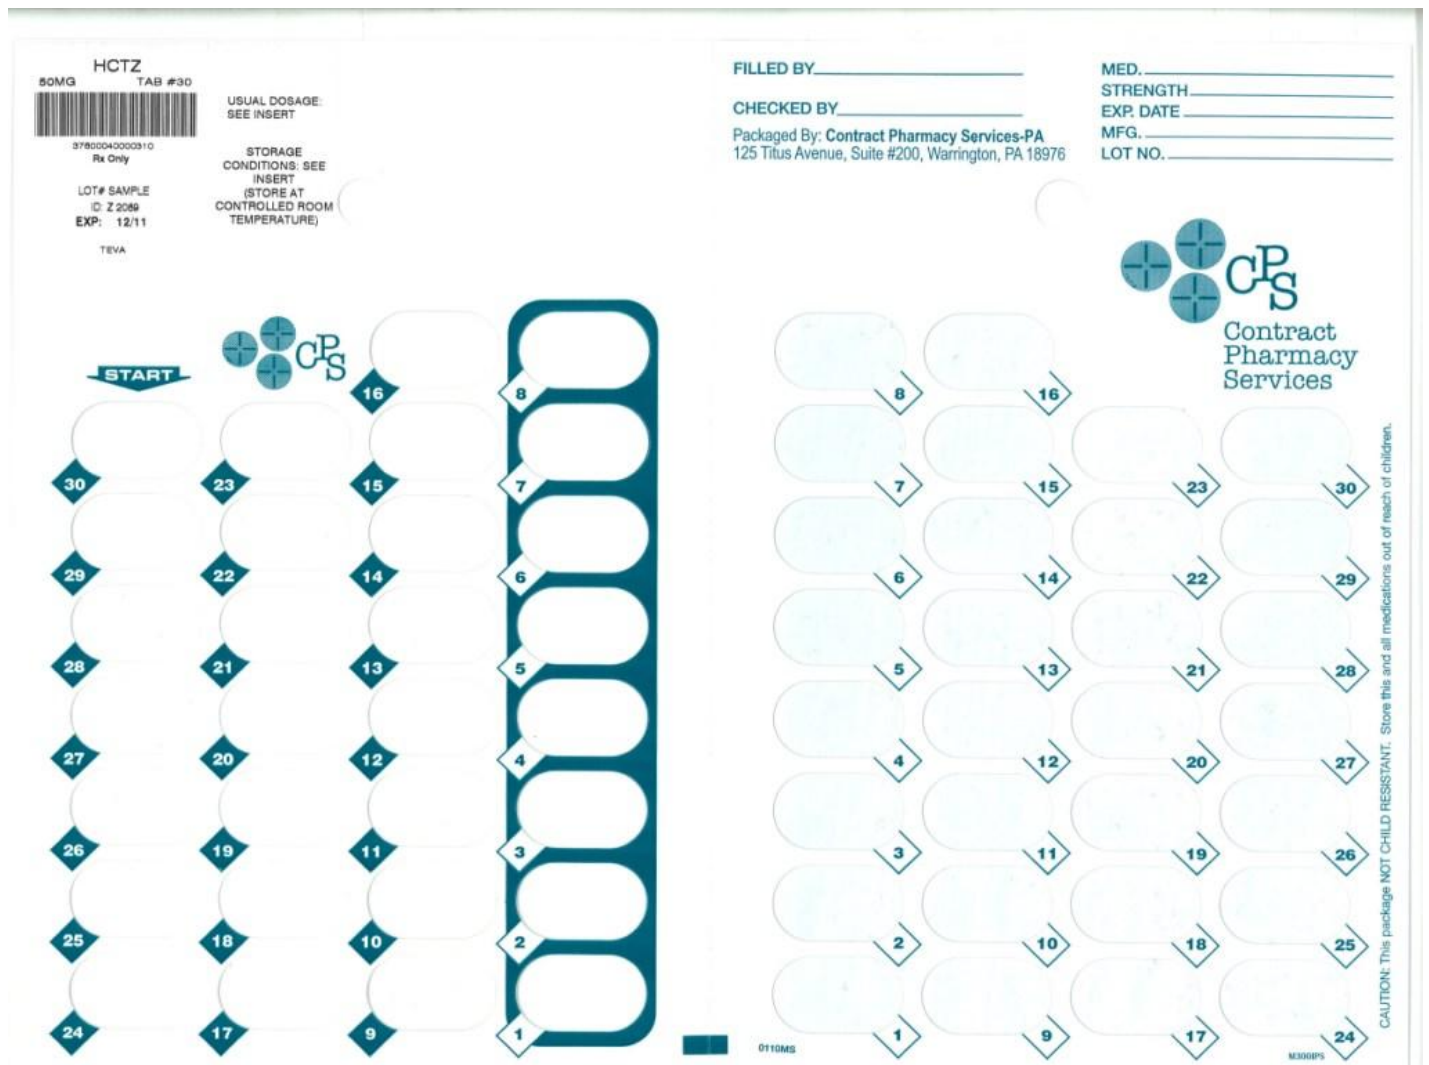 HCTZ
50MG TAB #30
37800040000310
Rx Only
LOT# SAMPLE
ID: Z 2089
EXP: 12/11
TEVA
USUAL DOSAGE:
SEE INSERT
STORAGE
CONDITIONS: SEE
INSERT
(STORE AT
CONTROLLED ROOM
TEMPERATURE)
FILLED BY
CHECKED BY
Packaged By: Contract Pharmacy Services-PA
125 Titus Avenue, Suite #200, Warrington, PA 18976
MED.
STRENGTH
EXP. DATE
MFG.
LOT NO.
CPS
Contract
Pharmacy
Services
START
CPS
16 8
30 23 15 7
29 22 14 6
28 21 13 5
27 20 12 4
26 19 11 3
25 18 10 2
24 17 9 1
8 16
7 15 23 30
6 14 22 29
5 13 21 28
4 12 20 27
3 11 19 26
2 10 18 25
1 9 17 24
CAUTION: This package NOT CHILD RESISTANT. Store this and all medications out of reach of children.
0110MS
M300IPS